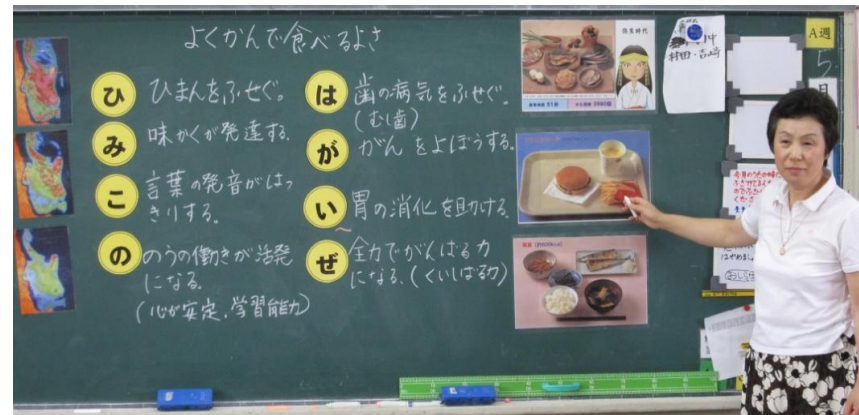 よくかんで食べるよさ
ひ ひまんをふせぐ。
み 味かくが発達する。
こ 言葉の発音がはっ
きりする。
の のうの働きが活発
になる。
(心が安定、学習能力)
は 歯の病気をふせぐ。
(むし歯)
が がんをよぼうする。
い 胃の消化を助ける。
ぜ 全力でがんばる力
になる。(くいしばる力)
弥生時代
A週
5
月